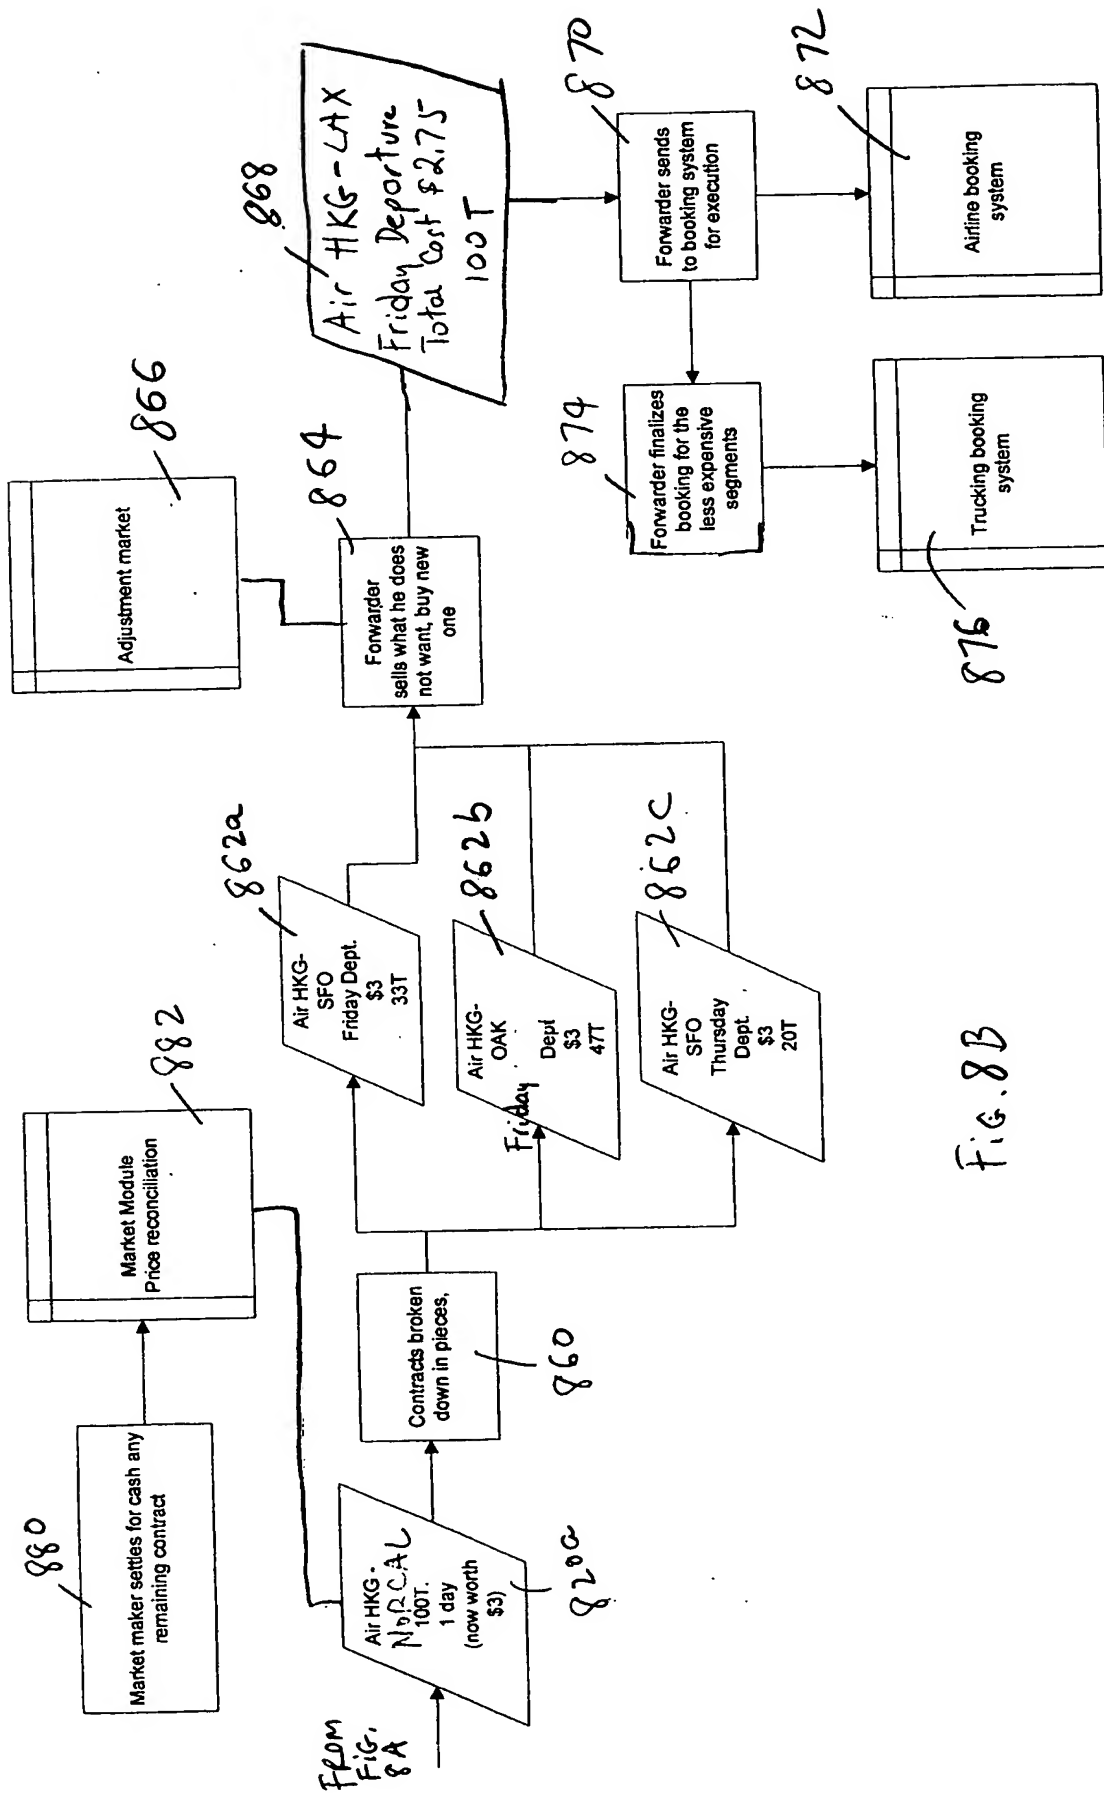 880
Market maker settles for cash any
remaining contract
882
Market Module
Price reconciliation
FROM
FIG.
8A
Air HKG -
NORCAL
100T.
1 day
(now worth
$3)
820a
Contracts broken
down in pieces,
860
862a
Air HKG-
SFO
Friday Dept.
$3
33T
862b
Air HKG-
OAK
Friday Dept
$3
47T
862c
Air HKG-
SFO
Thursday
Dept.
$3
20T
866
Adjustment market
864
Forwarder
sells what he does
not want, buy new
one
868
Air HKG-LAX
Friday Departure
Total Cost $2.75
100T
870
Forwarder sends
to booking system
for execution
872
Airline booking
system
874
Forwarder finalizes
booking for the
less expensive
segments
876
Trucking booking
system
FIG. 8B